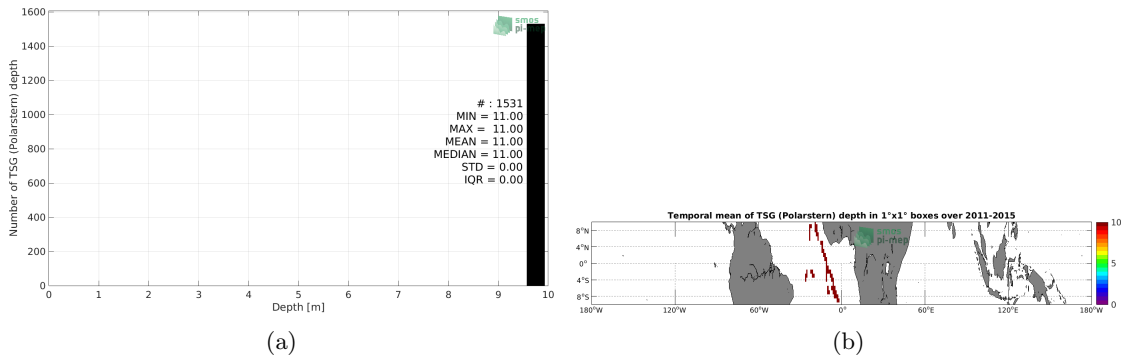 1600
1400
1200
1000
800
600
400
200
0
Number of TSG (Polarstern) depth
smos
pi-mep
# : 1531
MIN = 11.00
MAX = 11.00
MEAN = 11.00
MEDIAN = 11.00
STD = 0.00
IQR = 0.00
0 1 2 3 4 5 6 7 8 9 10
Depth [m]
(a)
Temporal mean of TSG (Polarstern) depth in 1°x1° boxes over 2011-2015
smos
pi-mep
8°N
4°N
0°
4°S
8°S
180°W 120°W 60°W 0° 60°E 120°E 180°W
10
5
0
(b)